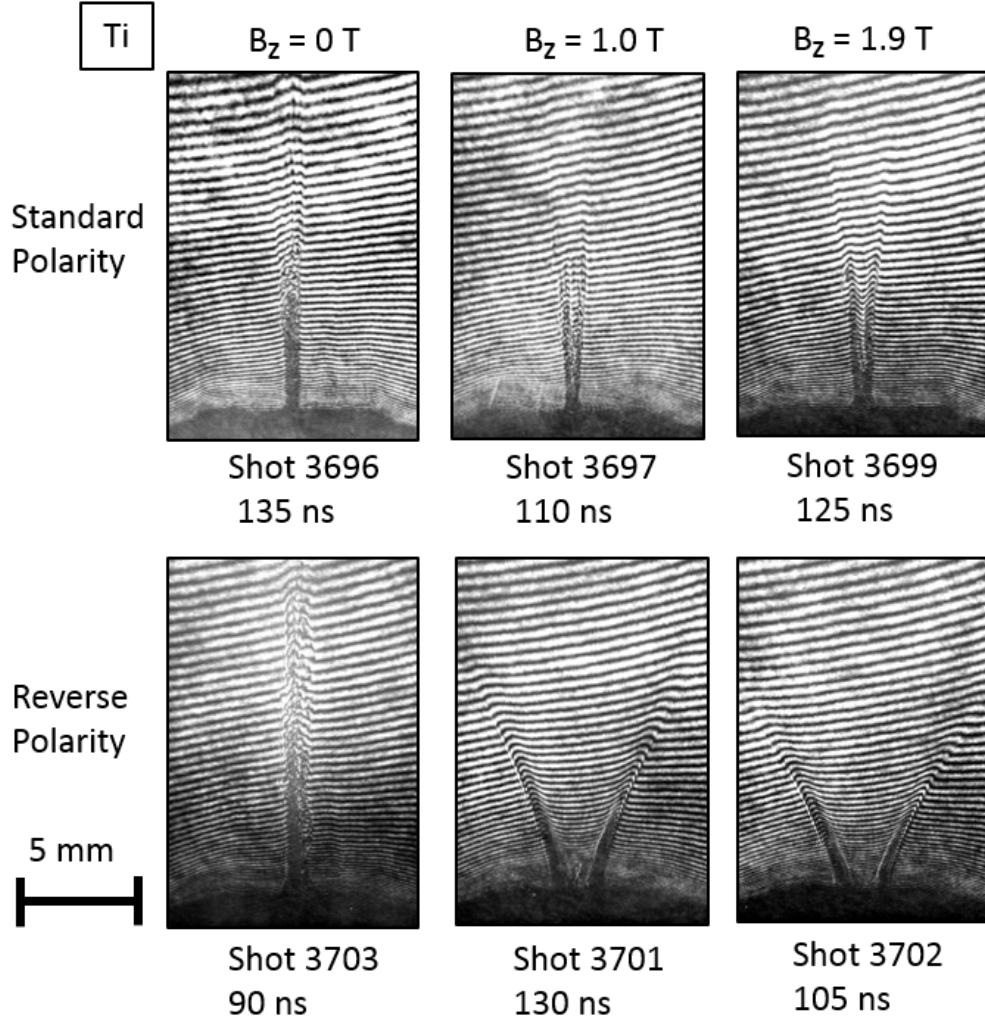 Ti
B_z = 0 T
B_z = 1.0 T
B_z = 1.9 T
Standard
Polarity
Shot 3696
135 ns
Shot 3697
110 ns
Shot 3699
125 ns
Reverse
Polarity
5 mm
Shot 3703
90 ns
Shot 3701
130 ns
Shot 3702
105 ns